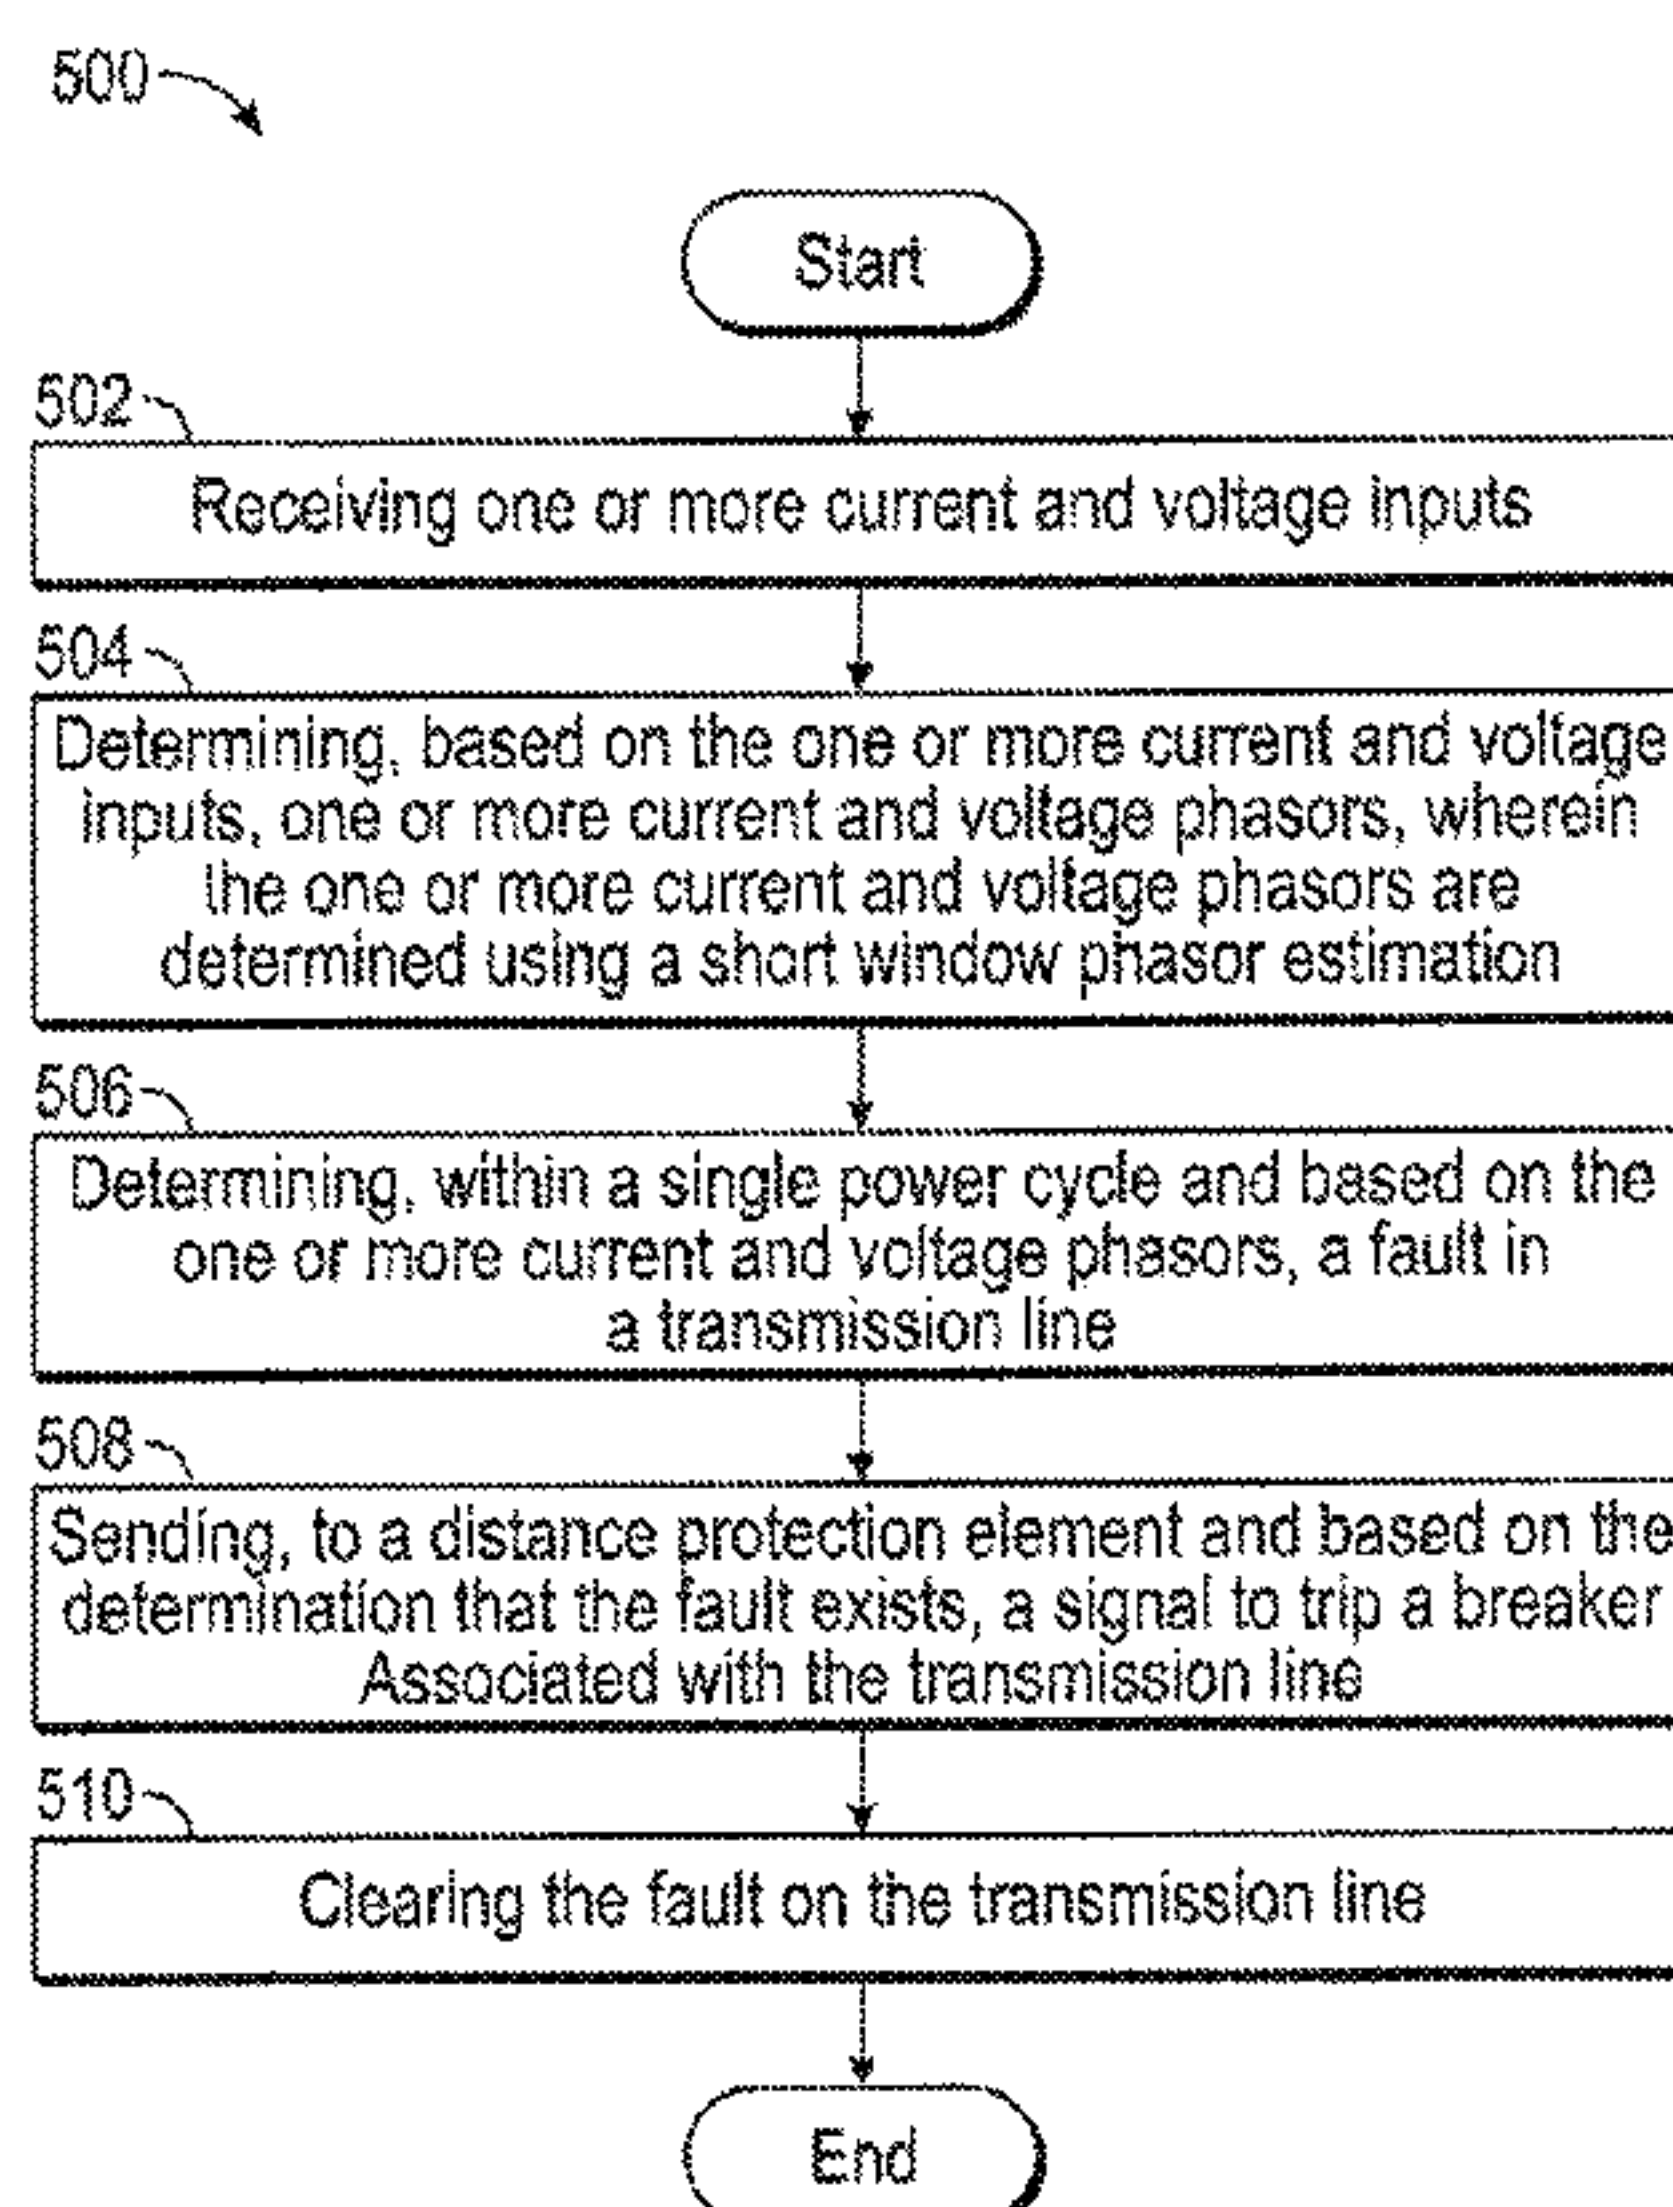 500
Start
502
Receiving one or more current and voltage inputs
504
Determining, based on the one or more current and voltage
inputs, one or more current and voltage phasors, wherein
the one or more current and voltage phasors are
determined using a short window phasor estimation
506
Determining, within a single power cycle and based on the
one or more current and voltage phasors, a fault in
a transmission line
508
Sending, to a distance protection element and based on the
determination that the fault exists, a signal to trip a breaker
Associated with the transmission line
510
Clearing the fault on the transmission line
End